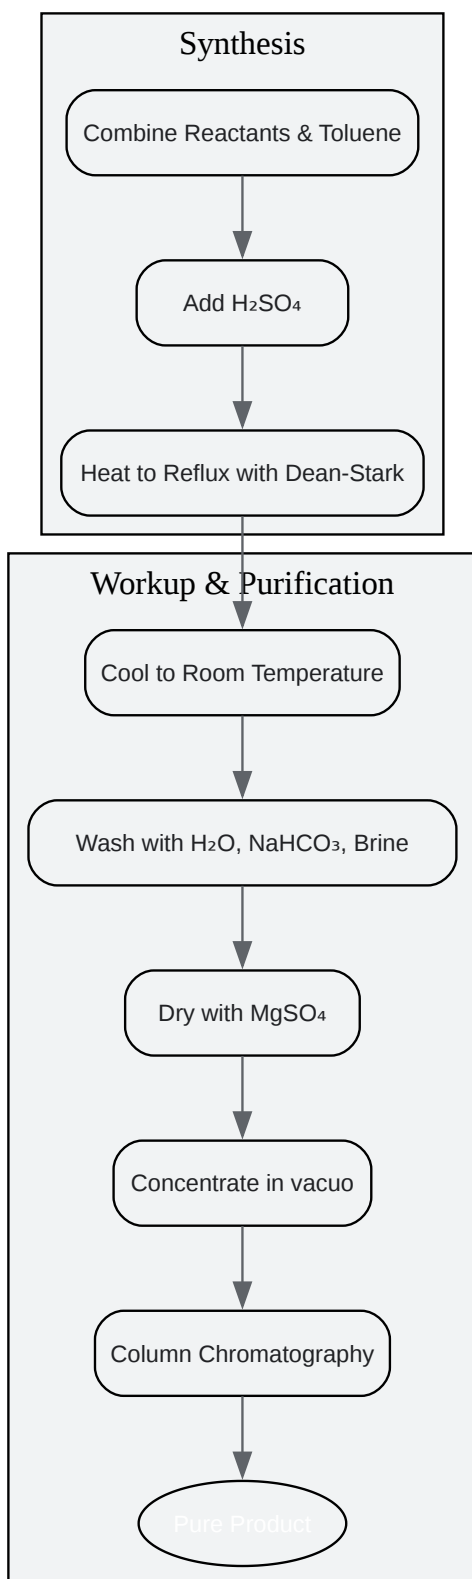 Synthesis
Combine Reactants & Toluene
Add H₂SO₄
Heat to Reflux with Dean-Stark
Workup & Purification
Cool to Room Temperature
Wash with H₂O, NaHCO₃, Brine
Dry with MgSO₄
Concentrate in vacuo
Column Chromatography
Pure Product